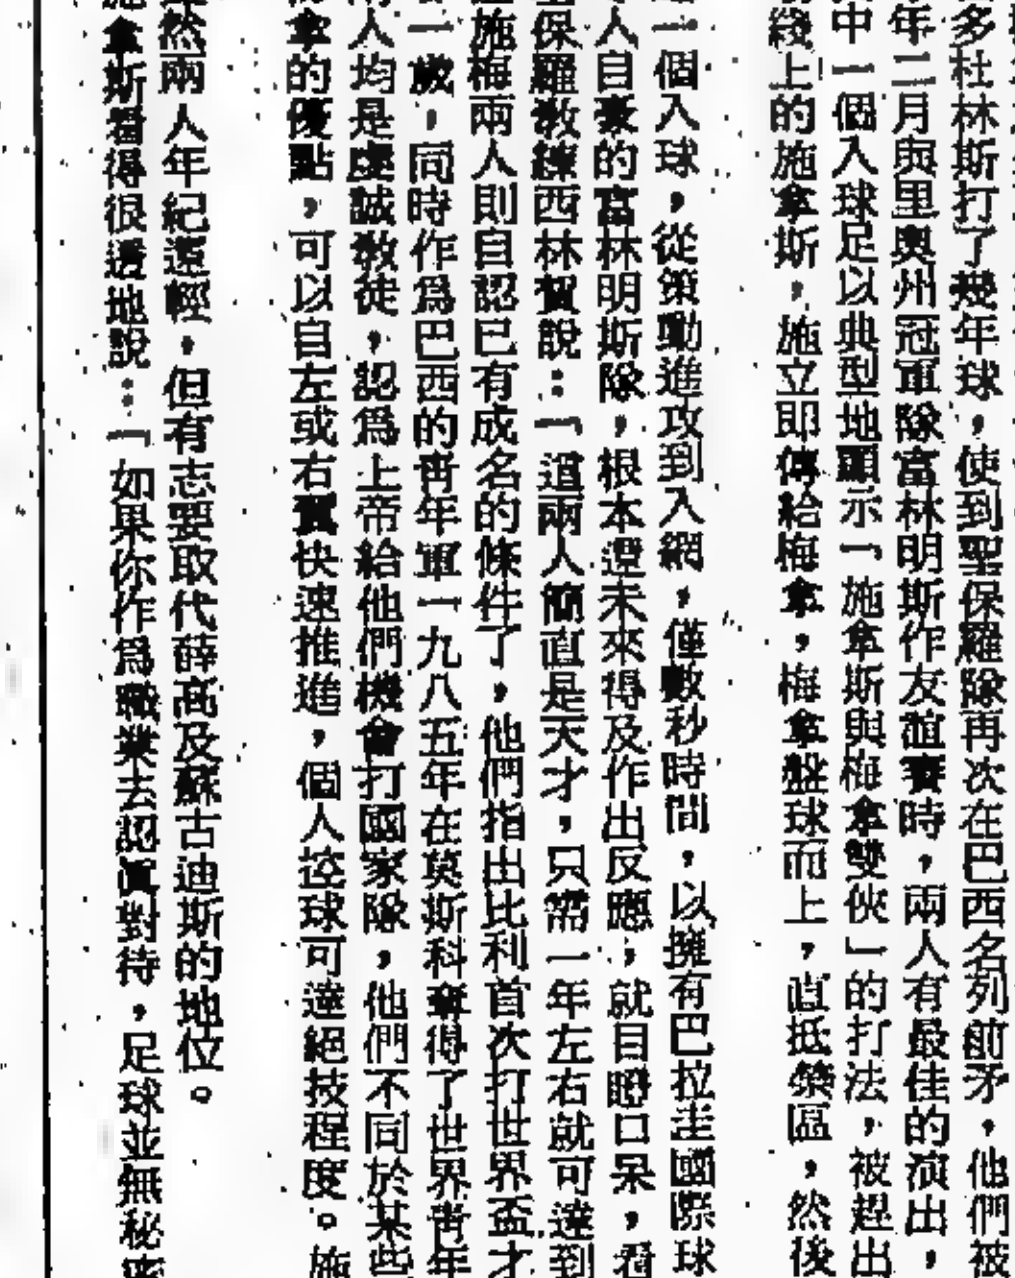 多杜林斯打了幾年球，使到聖保羅隊再次在巴西名列前矛，他們被
年二月與里奧州冠軍隊富林明斯作友誼賽時，兩人有最佳的演出，
中一個入球足以典型地顯示「施拿斯與梅拿雙俠」的打法，被趕出
綫上的施拿斯，施立即傳給梅拿，梅拿盤球而上，直抵禁區，然後
一個入球，從策動進攻到入網，僅數秒時間，以擁有巴拉圭國際球
人自豪的富林明斯隊，根本還未來得及作出反應，就目瞪口呆，看
保羅教練西林賀說：「這兩人簡直是天才，只需一年左右就可達到
施梅兩人則自認已有成名的條件了，他們指出比利首次打世界盃才
一歲，同時作爲巴西的靑年軍一九八五年在莫斯科奪得了世界靑年
人均是虔誠教徒，認爲上帝給他們機會打國家隊，他們不同於某些
拿的優點，可以自左或右翼快速推進，個人控球可達絕技程度。施
然兩人年紀還輕，但有志要取代薛高及蘇古迪斯的地位。
施拿斯看得很透地說：「如果你作爲職業去認眞對待，足球並無秘密